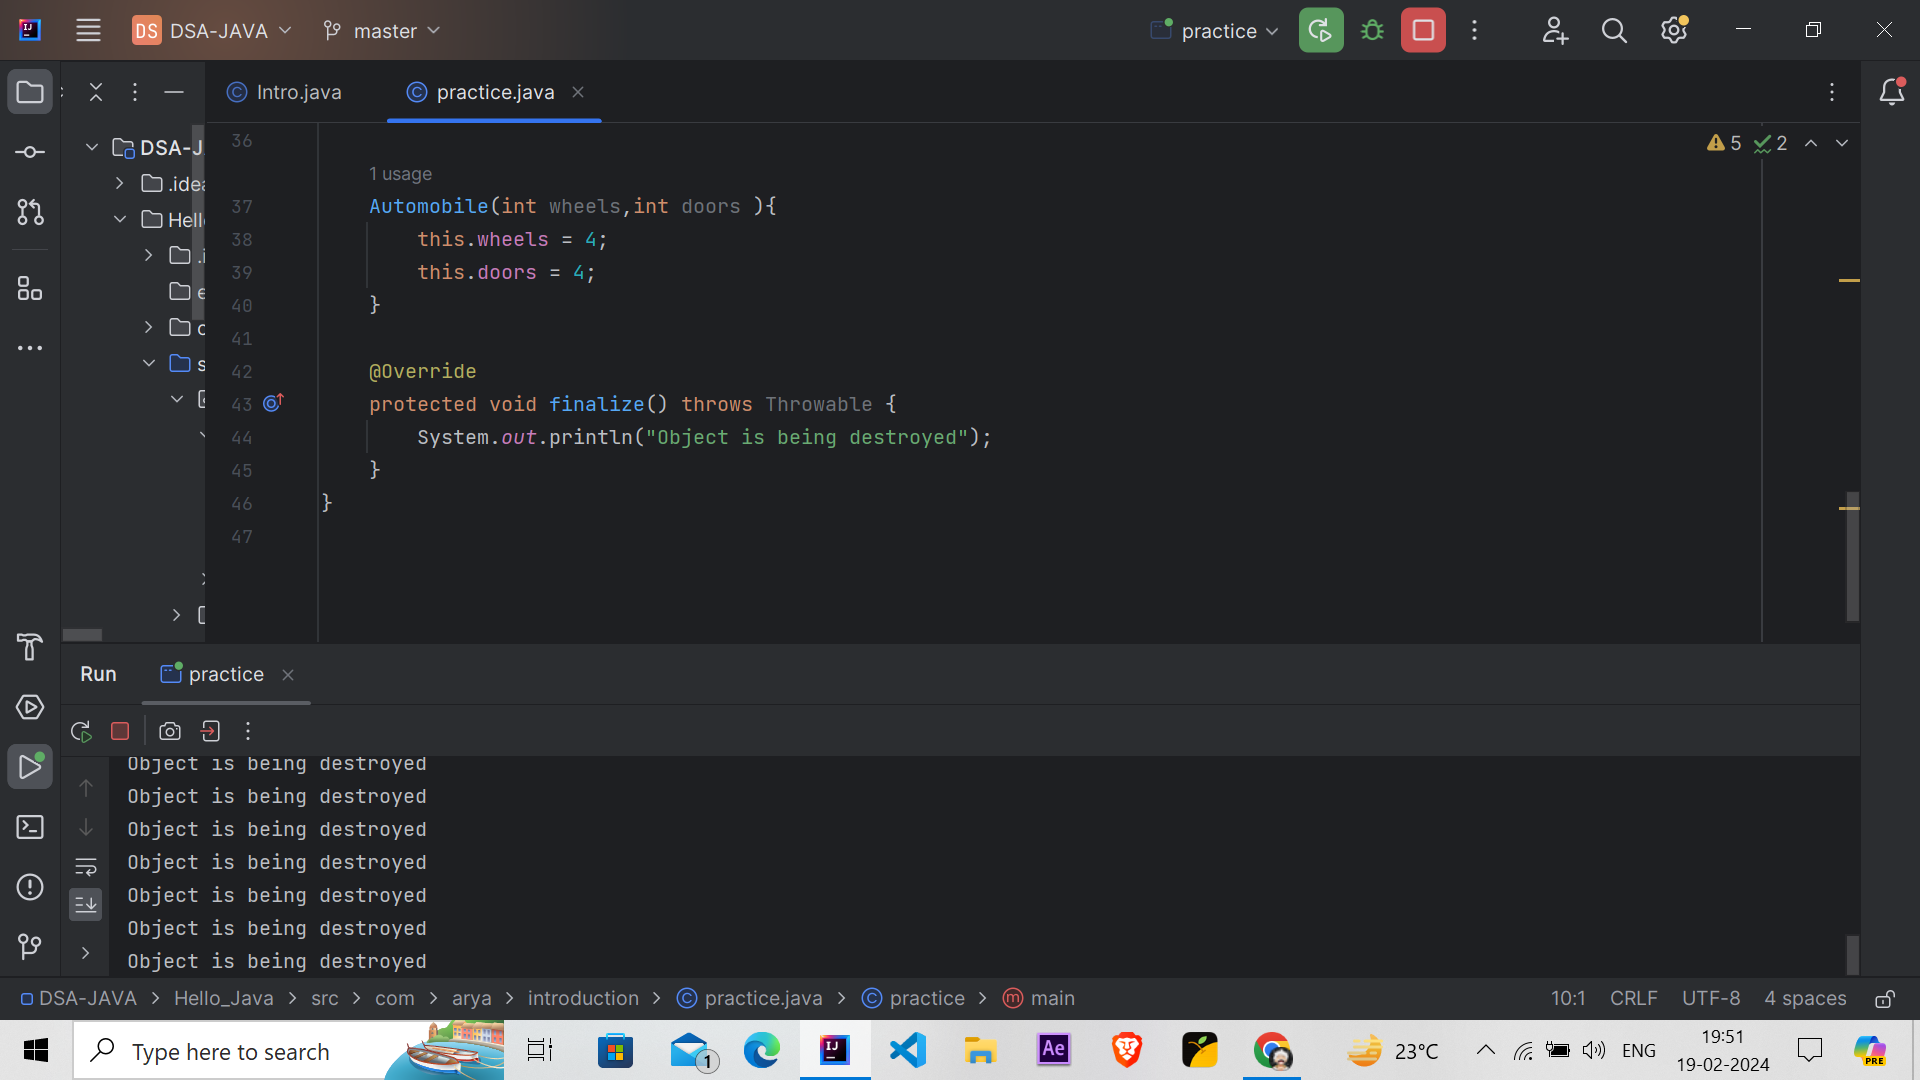 DS DSA-JAVA master practice
Intro.java practice.java
DSA-J
.idea
Hell
36
1 usage
37 Automobile(int wheels,int doors ){
38 this.wheels = 4;
39 this.doors = 4;
40 }
41
42 @Override
43 protected void finalize() throws Throwable {
44 System.out.println("Object is being destroyed");
45 }
46 }
47
5 2
Run practice
Object is being destroyed
Object is being destroyed
Object is being destroyed
Object is being destroyed
Object is being destroyed
Object is being destroyed
Object is being destroyed
DSA-JAVA > Hello_Java > src > com > arya > introduction > practice.java > practice > main 10:1 CRLF UTF-8 4 spaces
Type here to search
1
Ae
23°C
ENG
19:51
19-02-2024
PRE